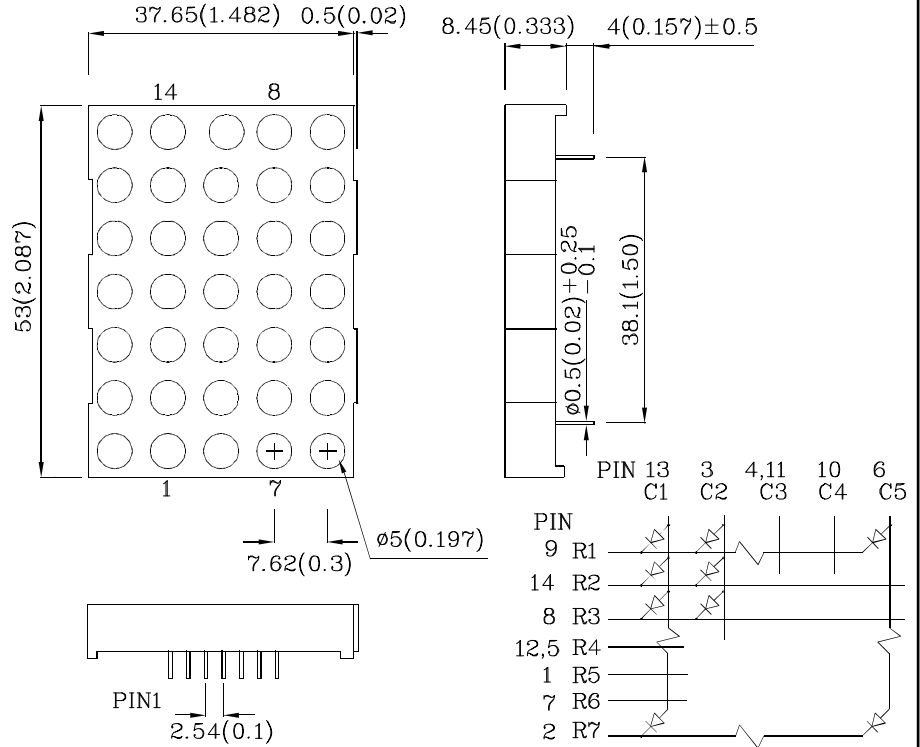 37.65(1.482)
0.5(0.02)
8.45(0.333)
4(0.157)±0.5
14
8
53(2.087)
ø0.5(0.02)+0.25
-0.1
38.1(1.50)
1
7
7.62(0.3)
ø5(0.197)
PIN1
2.54(0.1)
PIN 13 3 4,11 10 6
C1 C2 C3 C4 C5
PIN
9 R1
14 R2
8 R3
12,5 R4
1 R5
7 R6
2 R7